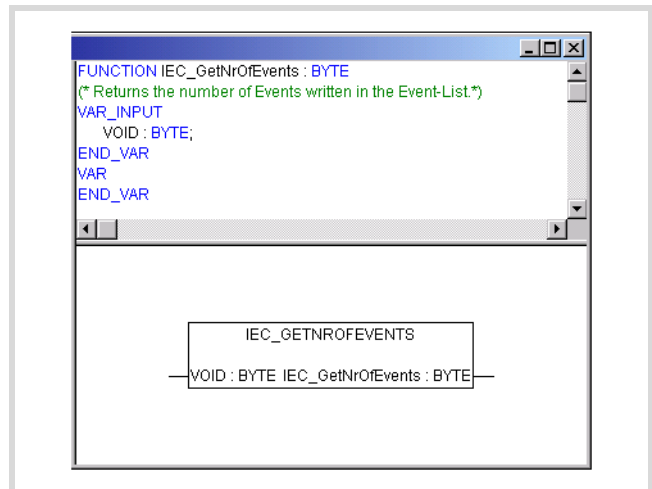 FUNCTION IEC_GetNrOfEvents : BYTE
(* Returns the number of Events written in the Event-List.*)
VAR_INPUT
VOID : BYTE;
END_VAR
VAR
END_VAR
IEC_GETNROFEVENTS
VOID : BYTE IEC_GetNrOfEvents : BYTE